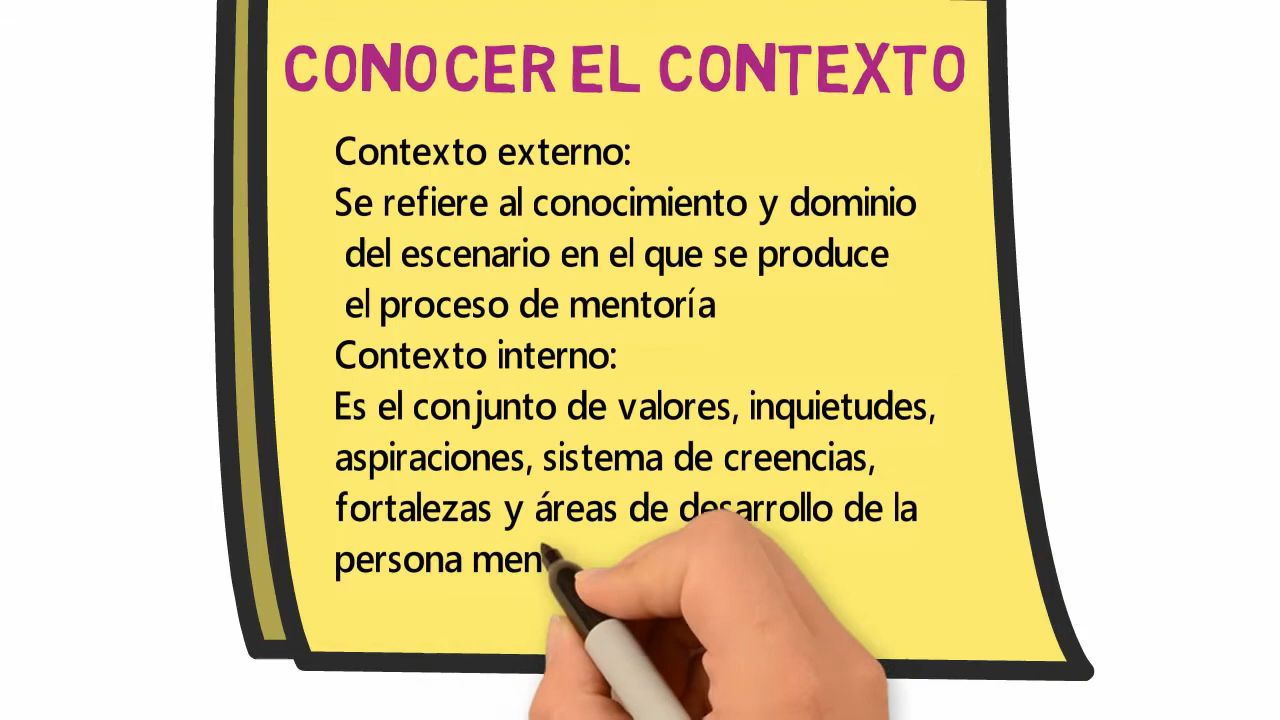 CONOCER EL CONTEXTO
Contexto externo:
Se refiere al conocimiento y dominio
del escenario en el que se produce
el proceso de mentoría
Contexto interno:
Es el conjunto de valores, inquietudes,
aspiraciones, sistema de creencias,
fortalezas y áreas de desarrollo de la
persona men